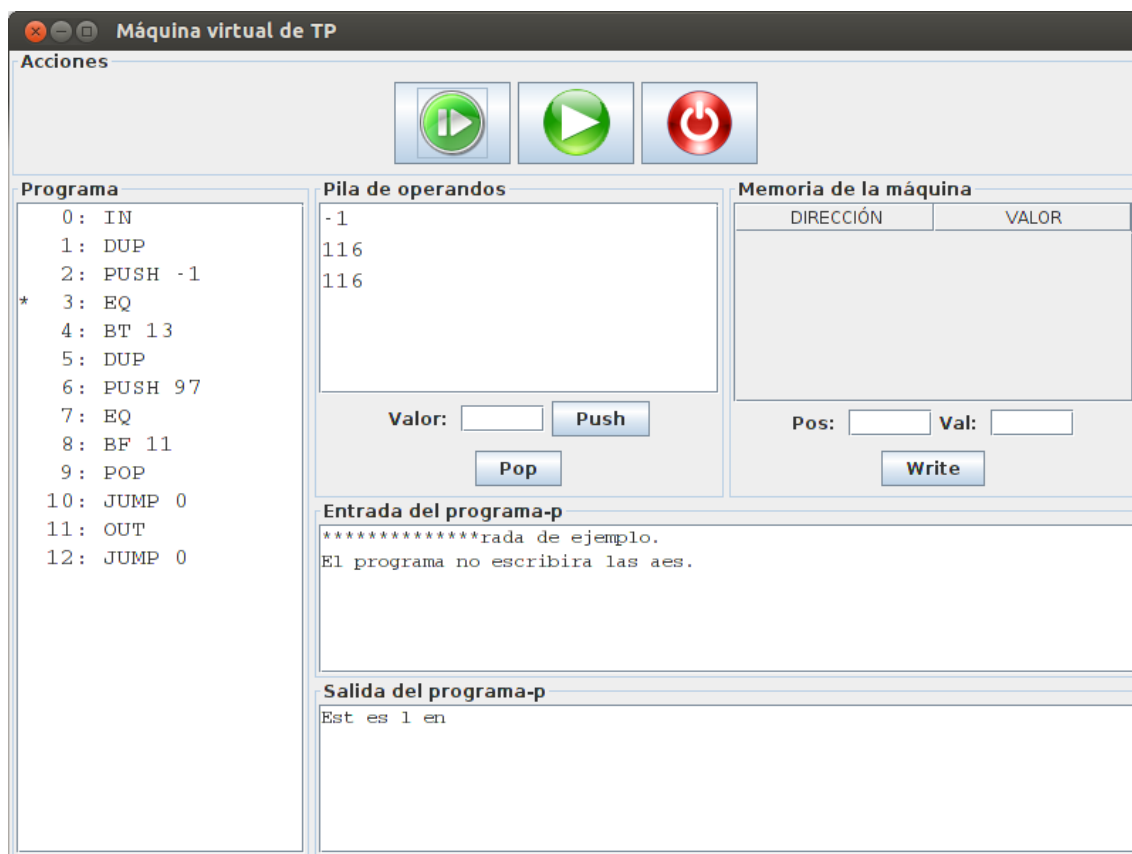 Máquina virtual de TP
Acciones
Programa
0: IN
1: DUP
2: PUSH -1
* 3: EQ
4: BT 13
5: DUP
6: PUSH 97
7: EQ
8: BF 11
9: POP
10: JUMP 0
11: OUT
12: JUMP 0
Pila de operandos
-1
116
116
Valor: Push
Pop
Memoria de la máquina
DIRECCIÓN VALOR
Pos: Val:
Write
Entrada del programa-p
**************rada de ejemplo.
El programa no escribira las aes.
Salida del programa-p
Est es l en